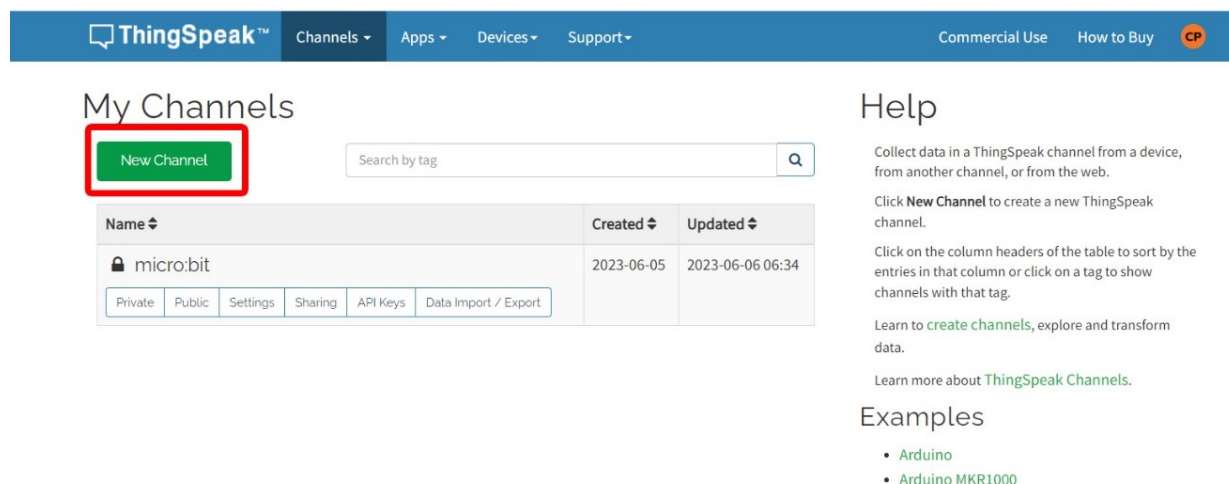 ThingSpeak™ Channels Apps Devices Support Commercial Use How to Buy CP
My Channels
New Channel
Search by tag
Name Created Updated
micro:bit 2023-06-05 2023-06-06 06:34
Private Public Settings Sharing API Keys Data Import / Export
Help
Collect data in a ThingSpeak channel from a device,
from another channel, or from the web.
Click New Channel to create a new ThingSpeak
channel.
Click on the column headers of the table to sort by the
entries in that column or click on a tag to show
channels with that tag.
Learn to create channels, explore and transform
data.
Learn more about ThingSpeak Channels.
Examples
• Arduino
• Arduino MKR1000